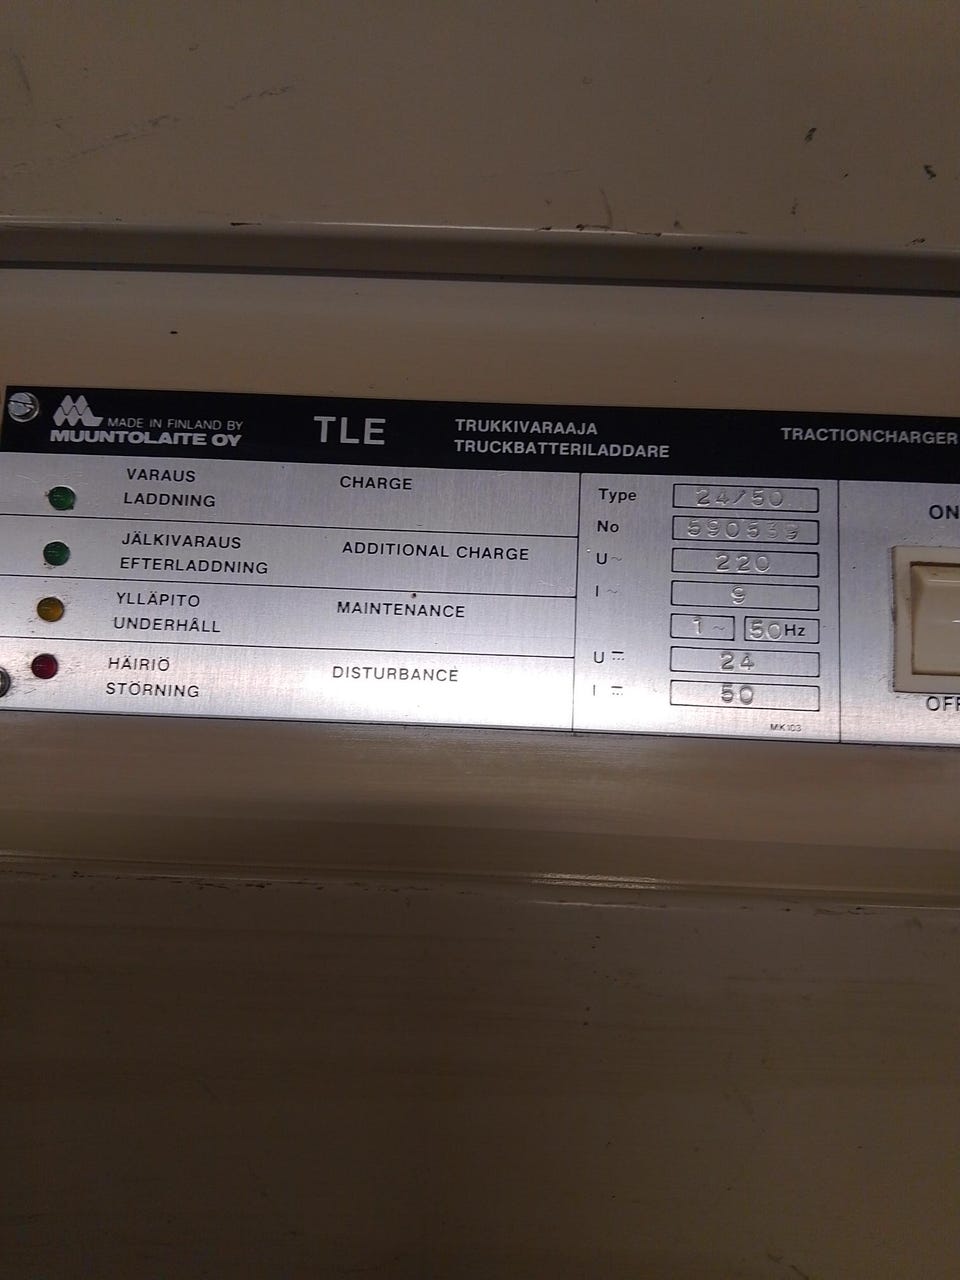 MADE IN FINLAND BY
MUUNTOLAITE OY
TLE
TRUKKIVARAAJA
TRUCKBATTERILADDARE
TRACTIONCHARGER
VARAUS
LADDNING
CHARGE
JÄLKIVARAUS
EFTERLADDNING
ADDITIONAL CHARGE
YLLÄPITO
UNDERHÅLL
MAINTENANCE
HÄIRIÖ
STÖRNING
DISTURBANCE
Type 24/50
No 590539
U~ 220
I ~ 9
1~ 50Hz
U ⎓ 24
I ⎓ 50
MK103
ON
OFF